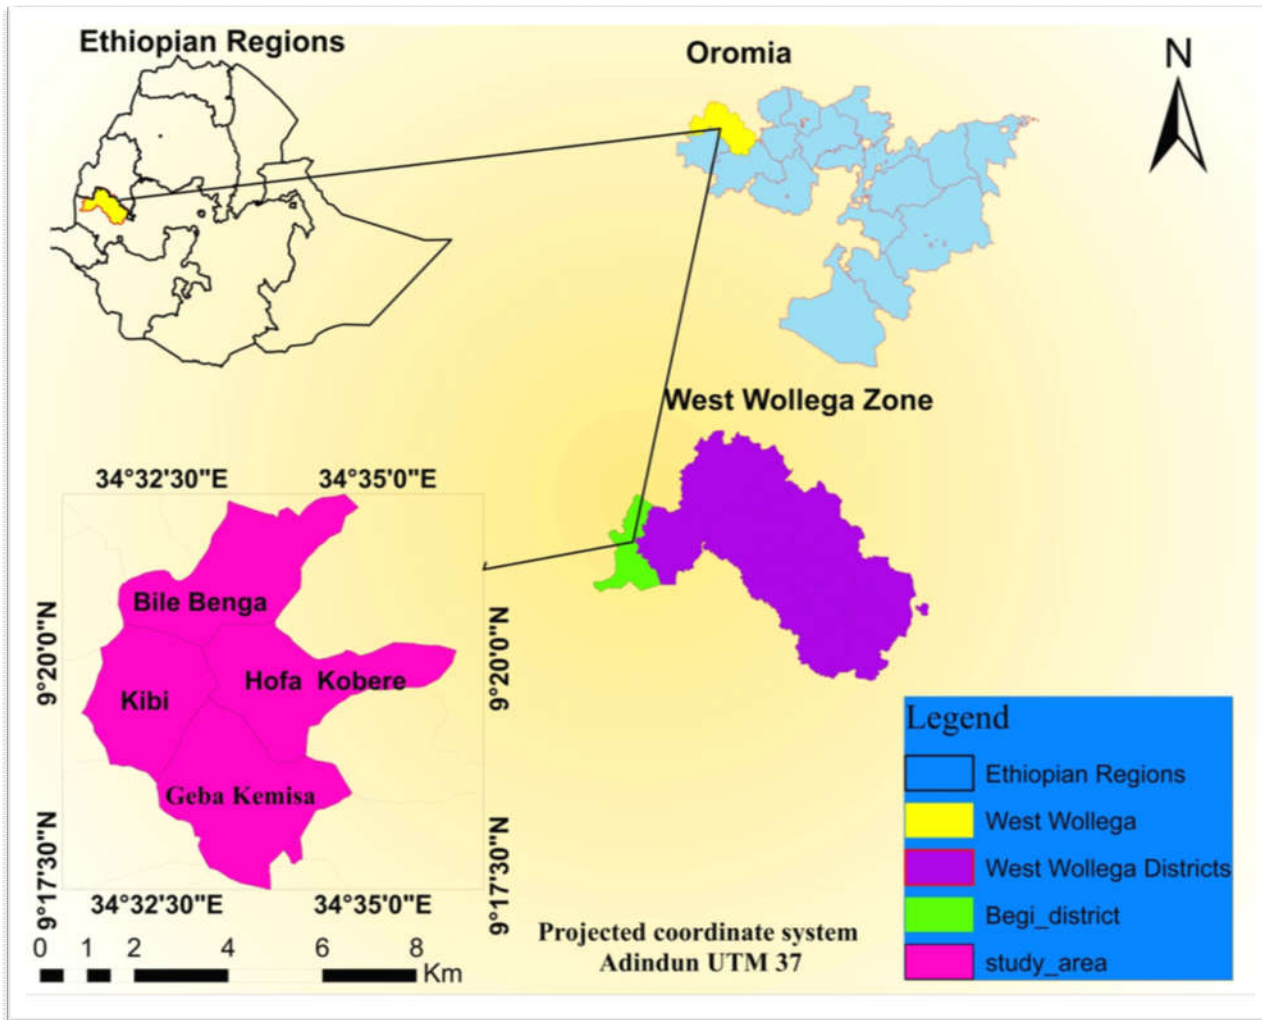 Ethiopian Regions
Oromia
N
West Wollega Zone
34°32'30"E 34°35'0"E
Bile Benga
9°20'0"N
9°20'0"N
Hofa Kobere
Kibi
Geba Kemisa
9°17'30"N
9°17'30"N
34°32'30"E 34°35'0"E
0 1 2 4 6 8
Km
Projected coordinate system
Adindun UTM 37
Legend
Ethiopian Regions
West Wollega
West Wollega Districts
Begi_district
study_area